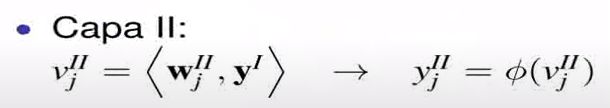 • Capa II:
v_j^{II} = ⟨w_j^{II}, y^I⟩ → y_j^{II} = ϕ(v_j^{II})